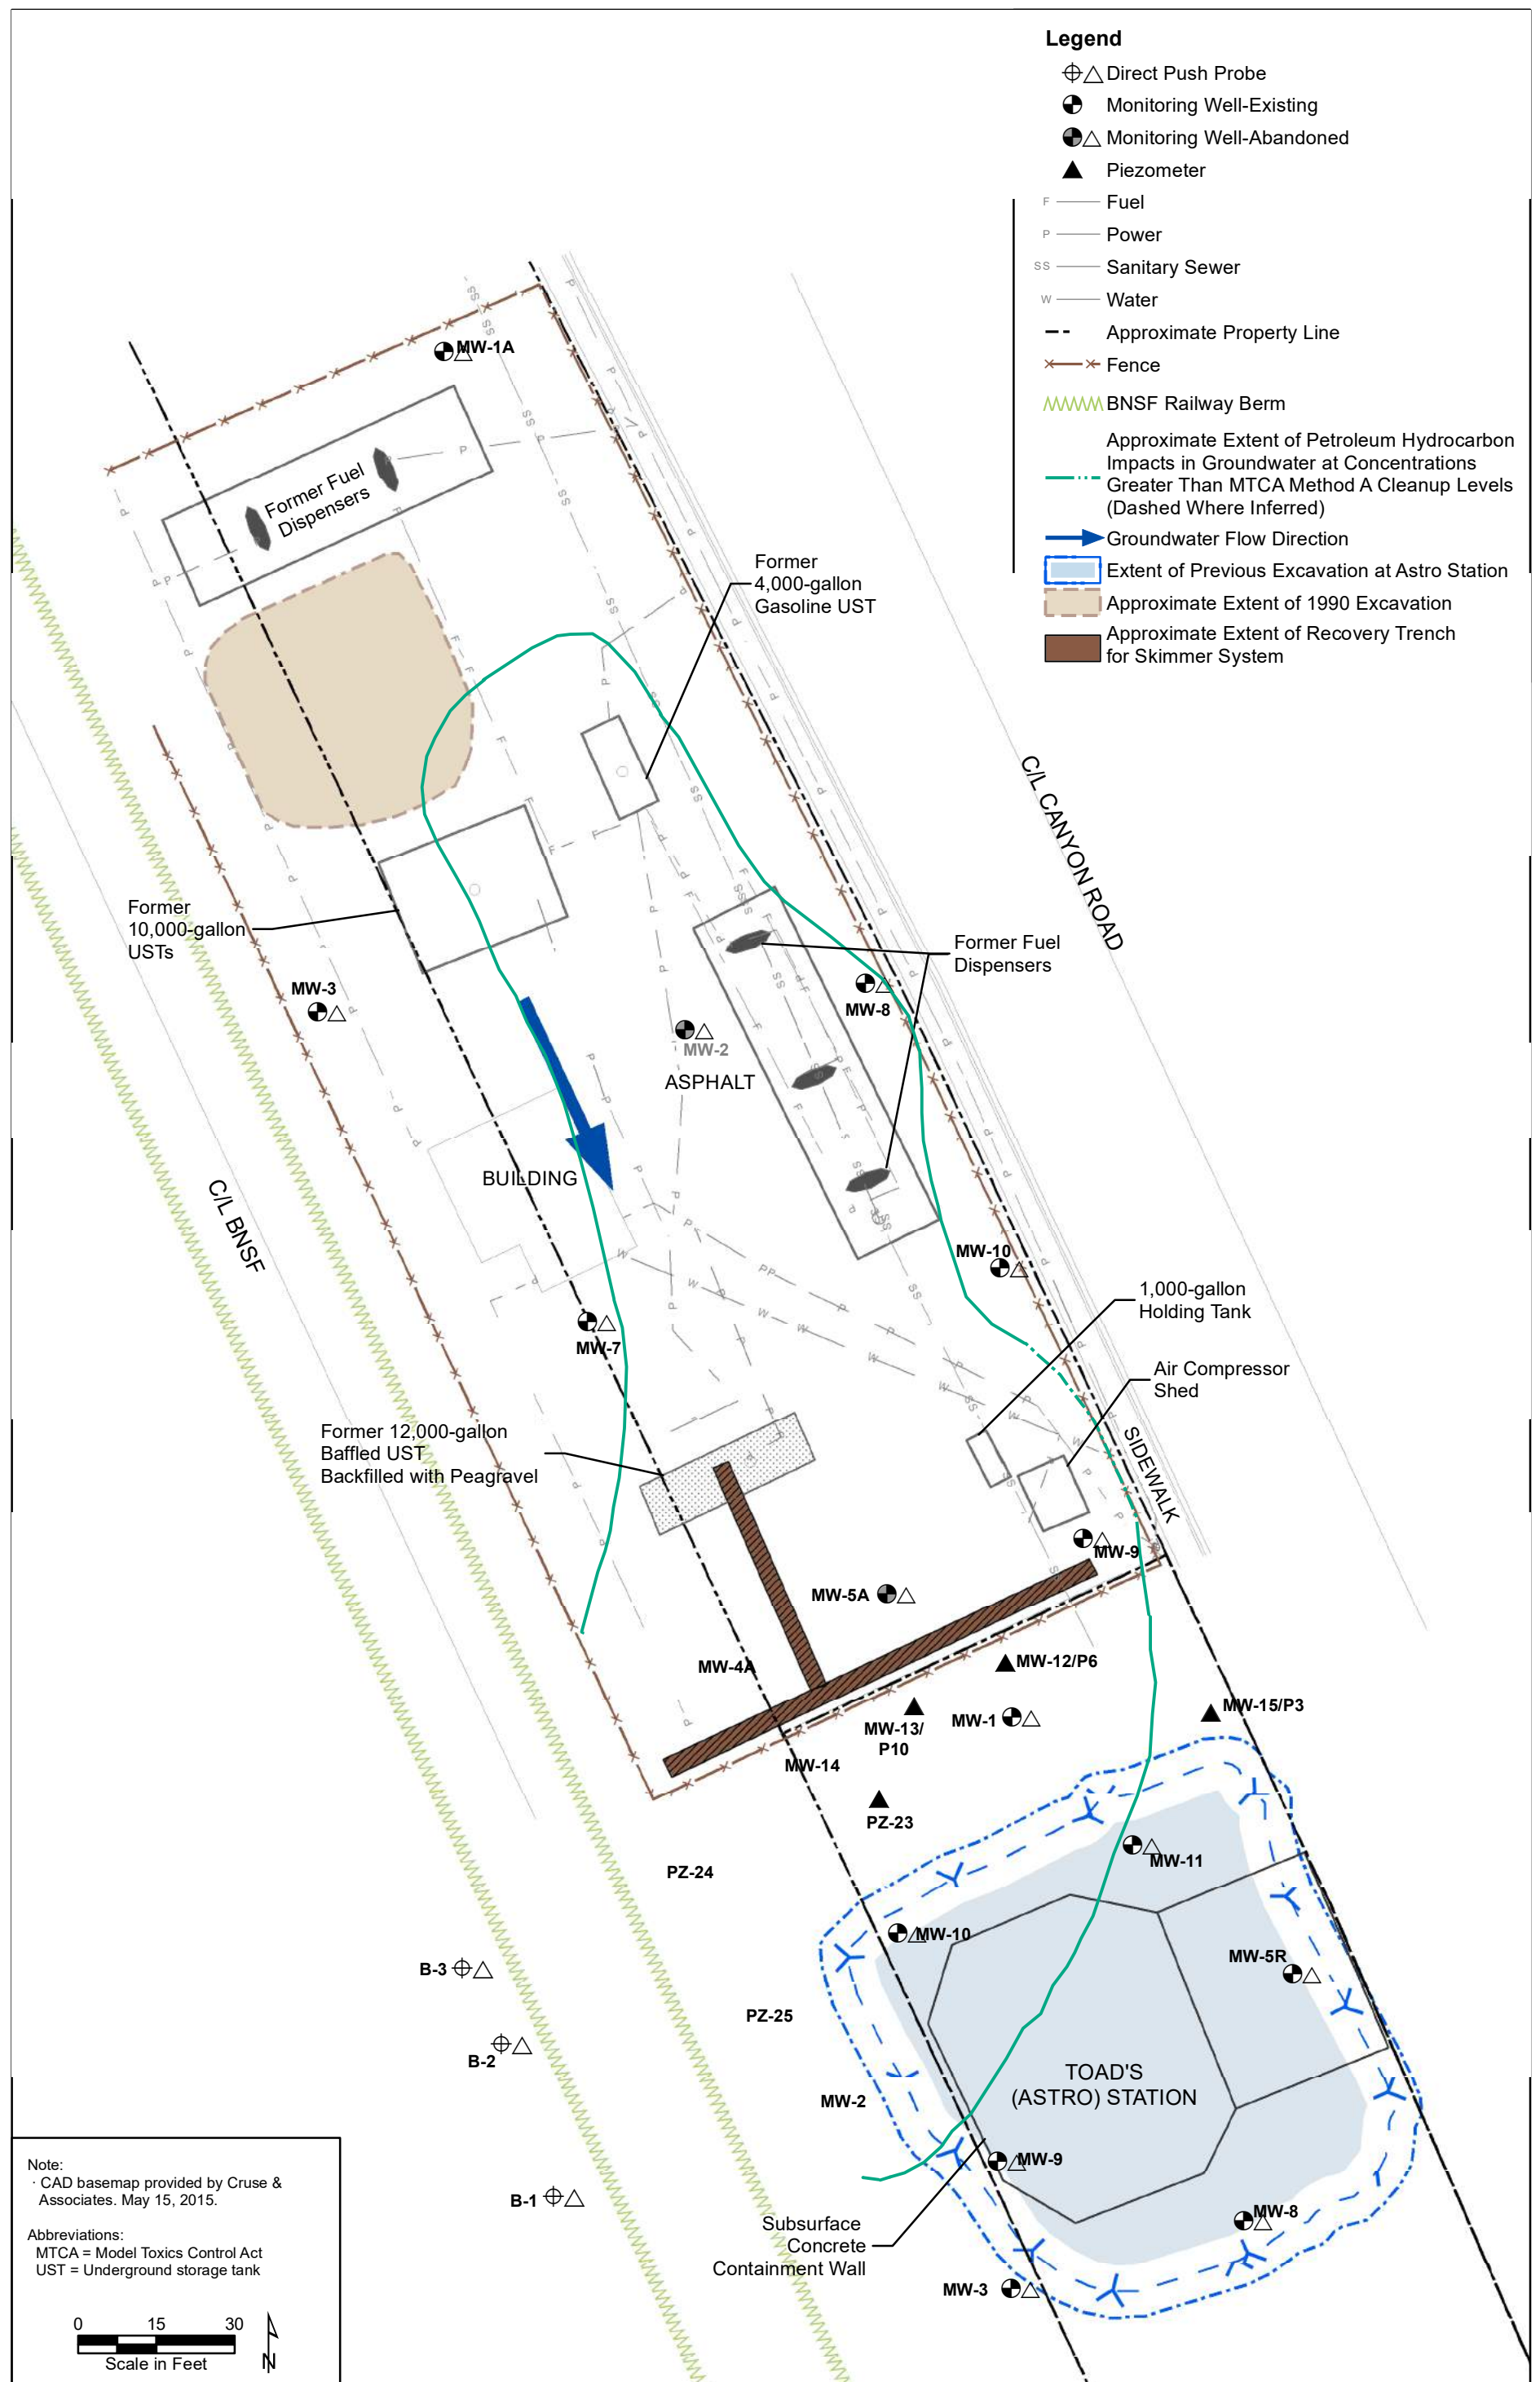 Legend
Direct Push Probe
Monitoring Well-Existing
Monitoring Well-Abandoned
Piezometer
F Fuel
P Power
SS Sanitary Sewer
W Water
Approximate Property Line
Fence
BNSF Railway Berm
Approximate Extent of Petroleum Hydrocarbon
Impacts in Groundwater at Concentrations
Greater Than MTCA Method A Cleanup Levels
(Dashed Where Inferred)
Groundwater Flow Direction
Extent of Previous Excavation at Astro Station
Approximate Extent of 1990 Excavation
Approximate Extent of Recovery Trench
for Skimmer System
MW-1A
Former Fuel
Dispensers
Former
4,000-gallon
Gasoline UST
C/L CANYON ROAD
Former
10,000-gallon
USTs
Former Fuel
Dispensers
MW-3
MW-8
MW-2
ASPHALT
BUILDING
C/L BNSF
MW-10
1,000-gallon
Holding Tank
MW-7
Air Compressor
Shed
Former 12,000-gallon
Baffled UST
Backfilled with Peagravel
SIDEWALK
MW-9
MW-5A
MW-4A
MW-12/P6
MW-15/P3
MW-13/
P10
MW-1
MW-14
PZ-23
MW-11
PZ-24
MW-10
MW-5R
B-3
PZ-25
B-2
TOAD'S
(ASTRO) STATION
MW-2
MW-9
B-1
MW-8
Subsurface
Concrete
Containment Wall
MW-3
Note:
· CAD basemap provided by Cruse &
Associates. May 15, 2015.
Abbreviations:
MTCA = Model Toxics Control Act
UST = Underground storage tank
0 15 30
Scale in Feet
N